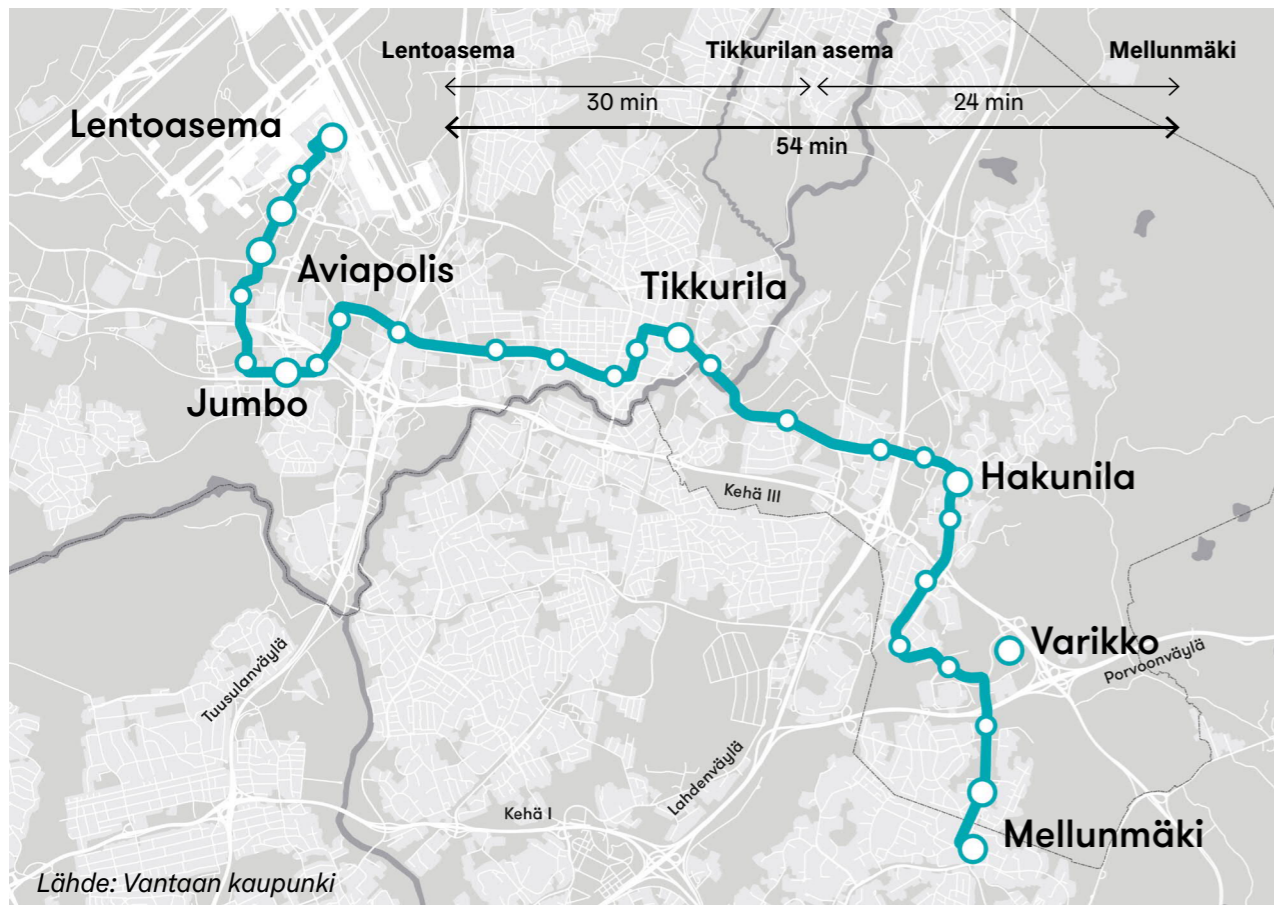 Lentoasema Tikkurilan asema Mellunmäki
30 min 24 min
54 min
Lentoasema
Aviapolis
Tikkurila
Jumbo
Hakunila
Kehä III
Varikko
Porvoonväylä
Tuusulanväylä
Lahdenväylä
Kehä I
Mellunmäki
Lähde: Vantaan kaupunki